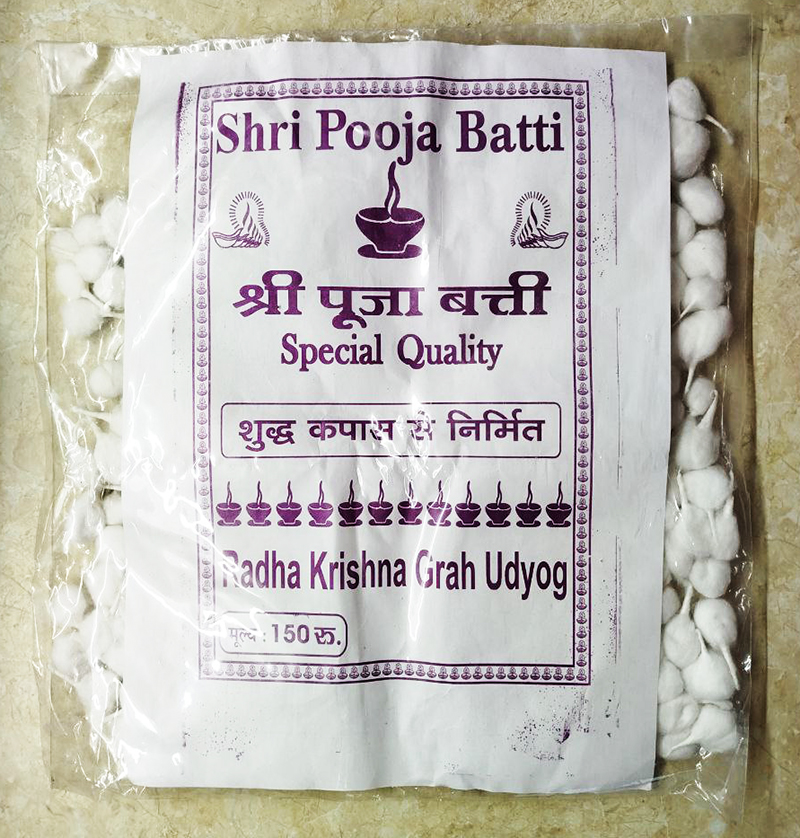 Shri Pooja Batti
श्री पूजा बत्ती
Special Quality
शुद्ध कपास से निर्मित
Radha Krishna Grah Udyog
मूल्य : 150 रू.